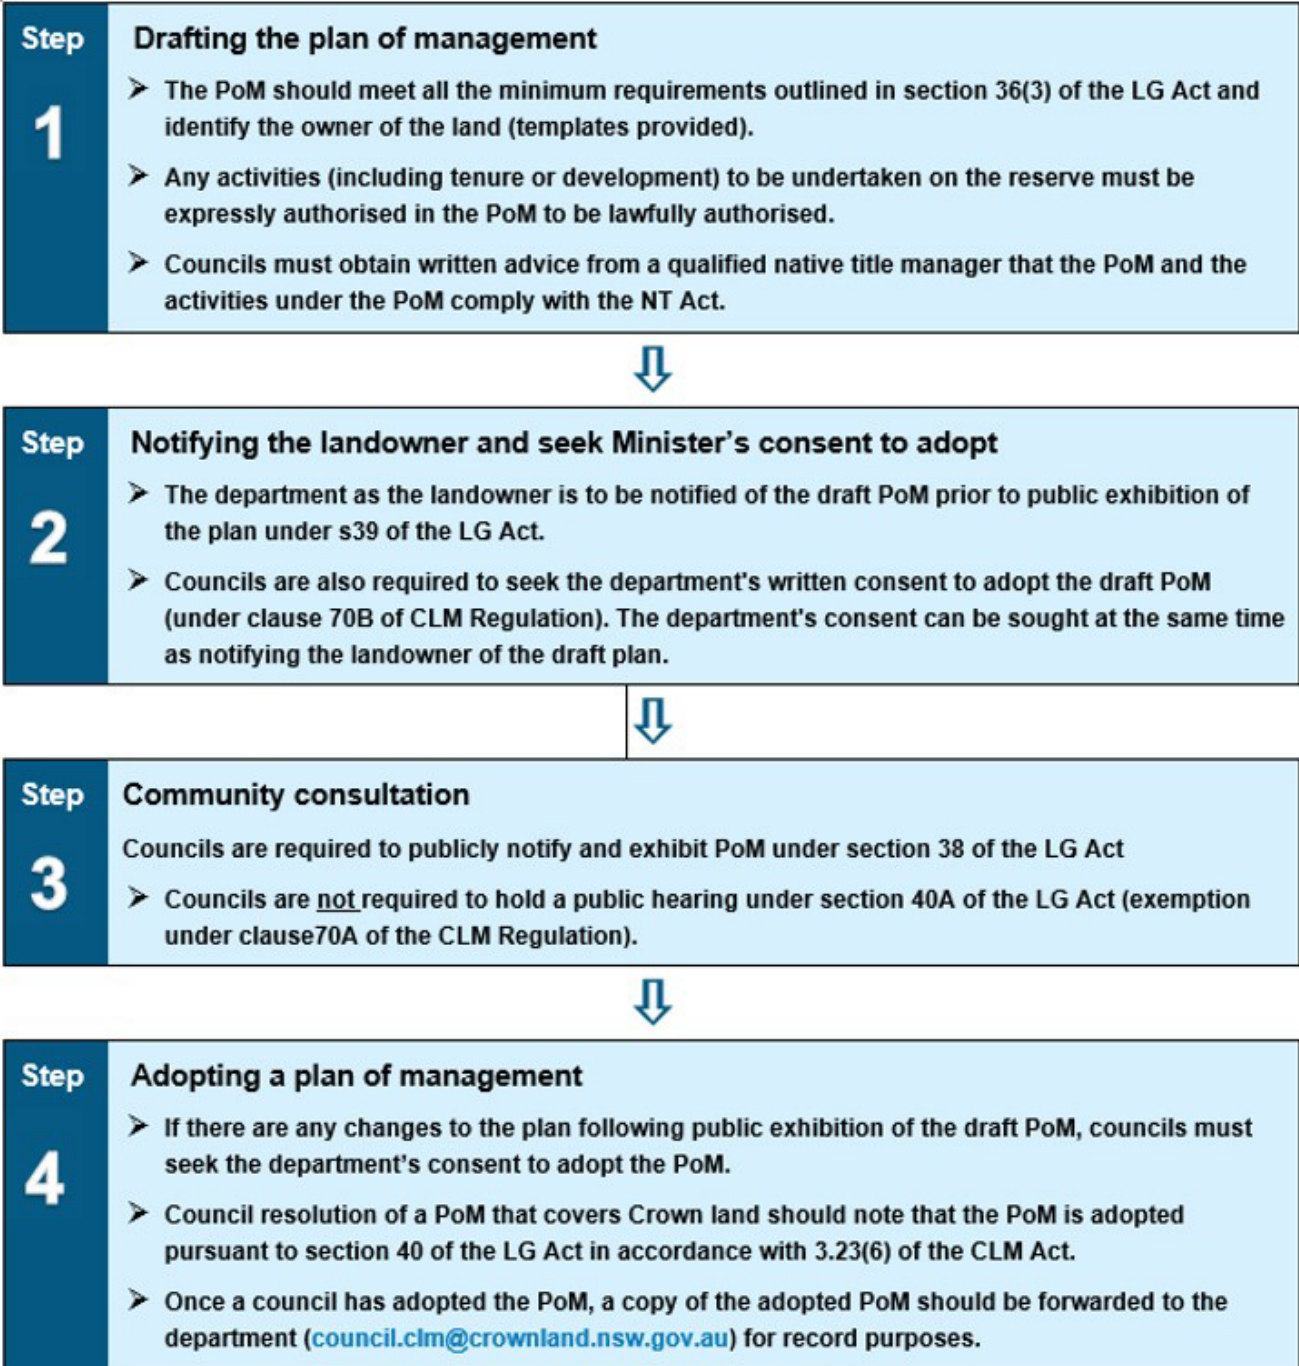 Step
1
Drafting the plan of management
➤ The PoM should meet all the minimum requirements outlined in section 36(3) of the LG Act and
identify the owner of the land (templates provided).
➤ Any activities (including tenure or development) to be undertaken on the reserve must be
expressly authorised in the PoM to be lawfully authorised.
➤ Councils must obtain written advice from a qualified native title manager that the PoM and the
activities under the PoM comply with the NT Act.
Step
2
Notifying the landowner and seek Minister's consent to adopt
➤ The department as the landowner is to be notified of the draft PoM prior to public exhibition of
the plan under s39 of the LG Act.
➤ Councils are also required to seek the department's written consent to adopt the draft PoM
(under clause 70B of CLM Regulation). The department's consent can be sought at the same time
as notifying the landowner of the draft plan.
Step
3
Community consultation
Councils are required to publicly notify and exhibit PoM under section 38 of the LG Act
➤ Councils are not required to hold a public hearing under section 40A of the LG Act (exemption
under clause70A of the CLM Regulation).
Step
4
Adopting a plan of management
➤ If there are any changes to the plan following public exhibition of the draft PoM, councils must
seek the department's consent to adopt the PoM.
➤ Council resolution of a PoM that covers Crown land should note that the PoM is adopted
pursuant to section 40 of the LG Act in accordance with 3.23(6) of the CLM Act.
➤ Once a council has adopted the PoM, a copy of the adopted PoM should be forwarded to the
department (council.clm@crownland.nsw.gov.au) for record purposes.